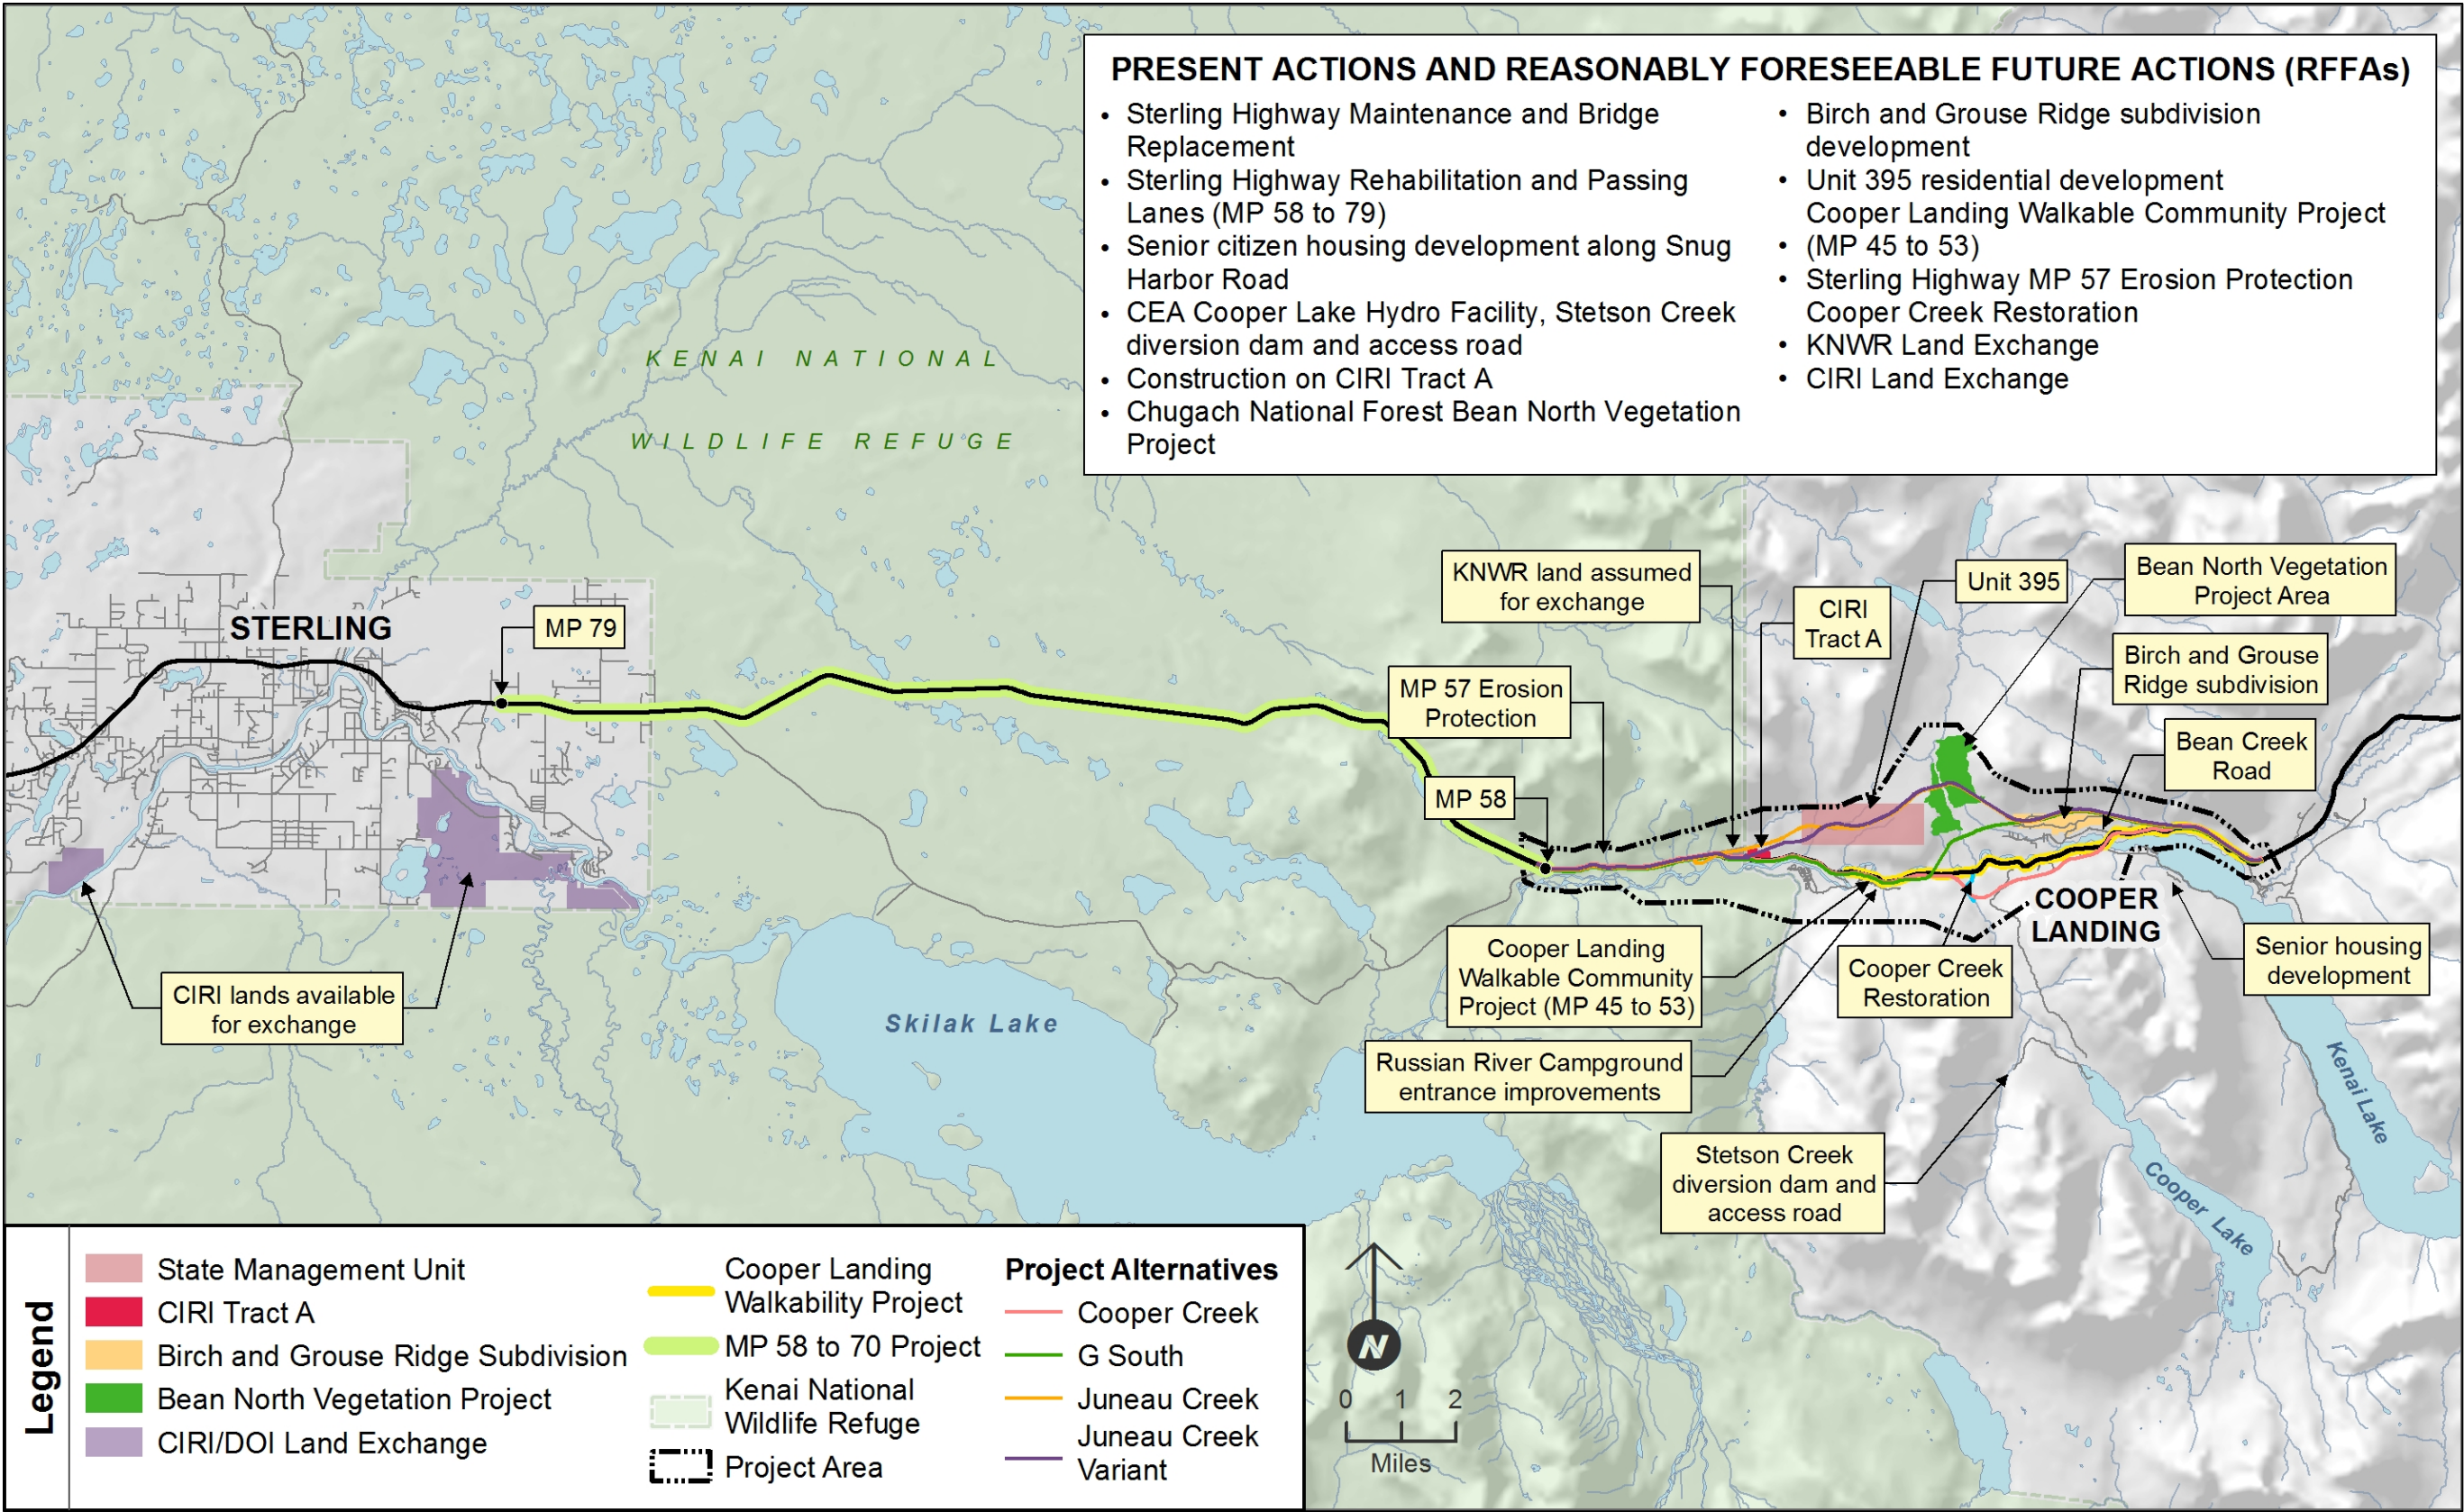 PRESENT ACTIONS AND REASONABLY FORESEEABLE FUTURE ACTIONS (RFFAs)
• Sterling Highway Maintenance and Bridge
Replacement
• Sterling Highway Rehabilitation and Passing
Lanes (MP 58 to 79)
• Senior citizen housing development along Snug
Harbor Road
• CEA Cooper Lake Hydro Facility, Stetson Creek
diversion dam and access road
• Construction on CIRI Tract A
• Chugach National Forest Bean North Vegetation
Project
• Birch and Grouse Ridge subdivision
development
• Unit 395 residential development
Cooper Landing Walkable Community Project
• (MP 45 to 53)
• Sterling Highway MP 57 Erosion Protection
Cooper Creek Restoration
• KNWR Land Exchange
• CIRI Land Exchange
KENAI NATIONAL
WILDLIFE REFUGE
STERLING
MP 79
KNWR land assumed
for exchange
CIRI
Tract A
Unit 395
Bean North Vegetation
Project Area
Birch and Grouse
Ridge subdivision
Bean Creek
Road
MP 57 Erosion
Protection
MP 58
COOPER
LANDING
Senior housing
development
Cooper Landing
Walkable Community
Project (MP 45 to 53)
Cooper Creek
Restoration
Russian River Campground
entrance improvements
Stetson Creek
diversion dam and
access road
CIRI lands available
for exchange
Skilak Lake
Kenai Lake
Cooper Lake
Legend
State Management Unit
CIRI Tract A
Birch and Grouse Ridge Subdivision
Bean North Vegetation Project
CIRI/DOI Land Exchange
Cooper Landing
Walkability Project
MP 58 to 70 Project
Kenai National
Wildlife Refuge
Project Area
Project Alternatives
Cooper Creek
G South
Juneau Creek
Juneau Creek
Variant
N
0 1 2
Miles